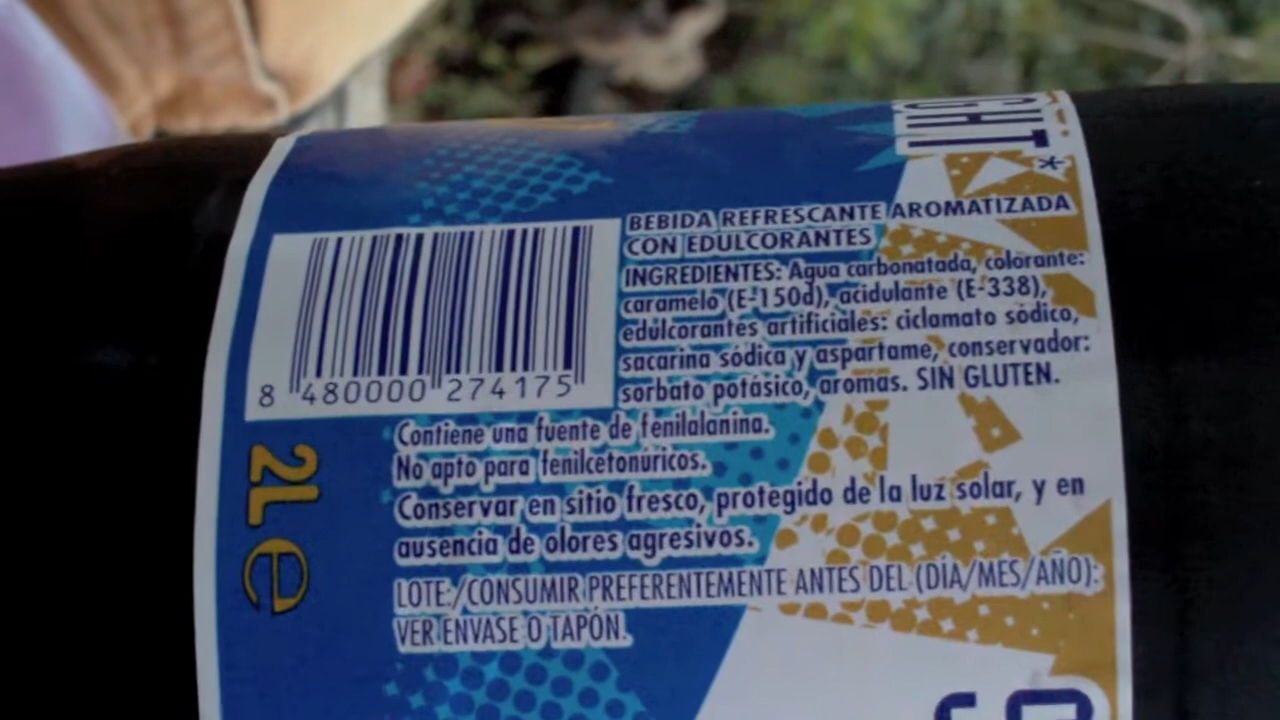 BEBIDA REFRESCANTE AROMATIZADA
CON EDULCORANTES
INGREDIENTES: Agua carbonatada, colorante:
caramelo (E-150d), acidulante (E-338),
edulcorantes artificiales: ciclamato sódico,
sacarina sódica y aspartame, conservador:
sorbato potásico, aromas. SIN GLUTEN.
8 480000 274175
Contiene una fuente de fenilalanina.
No apto para fenilcetonúricos.
Conservar en sitio fresco, protegido de la luz solar, y en
ausencia de olores agresivos.
LOTE:/CONSUMIR PREFERENTEMENTE ANTES DEL (DÍA/MES/AÑO):
VER ENVASE O TAPÓN.
2L e